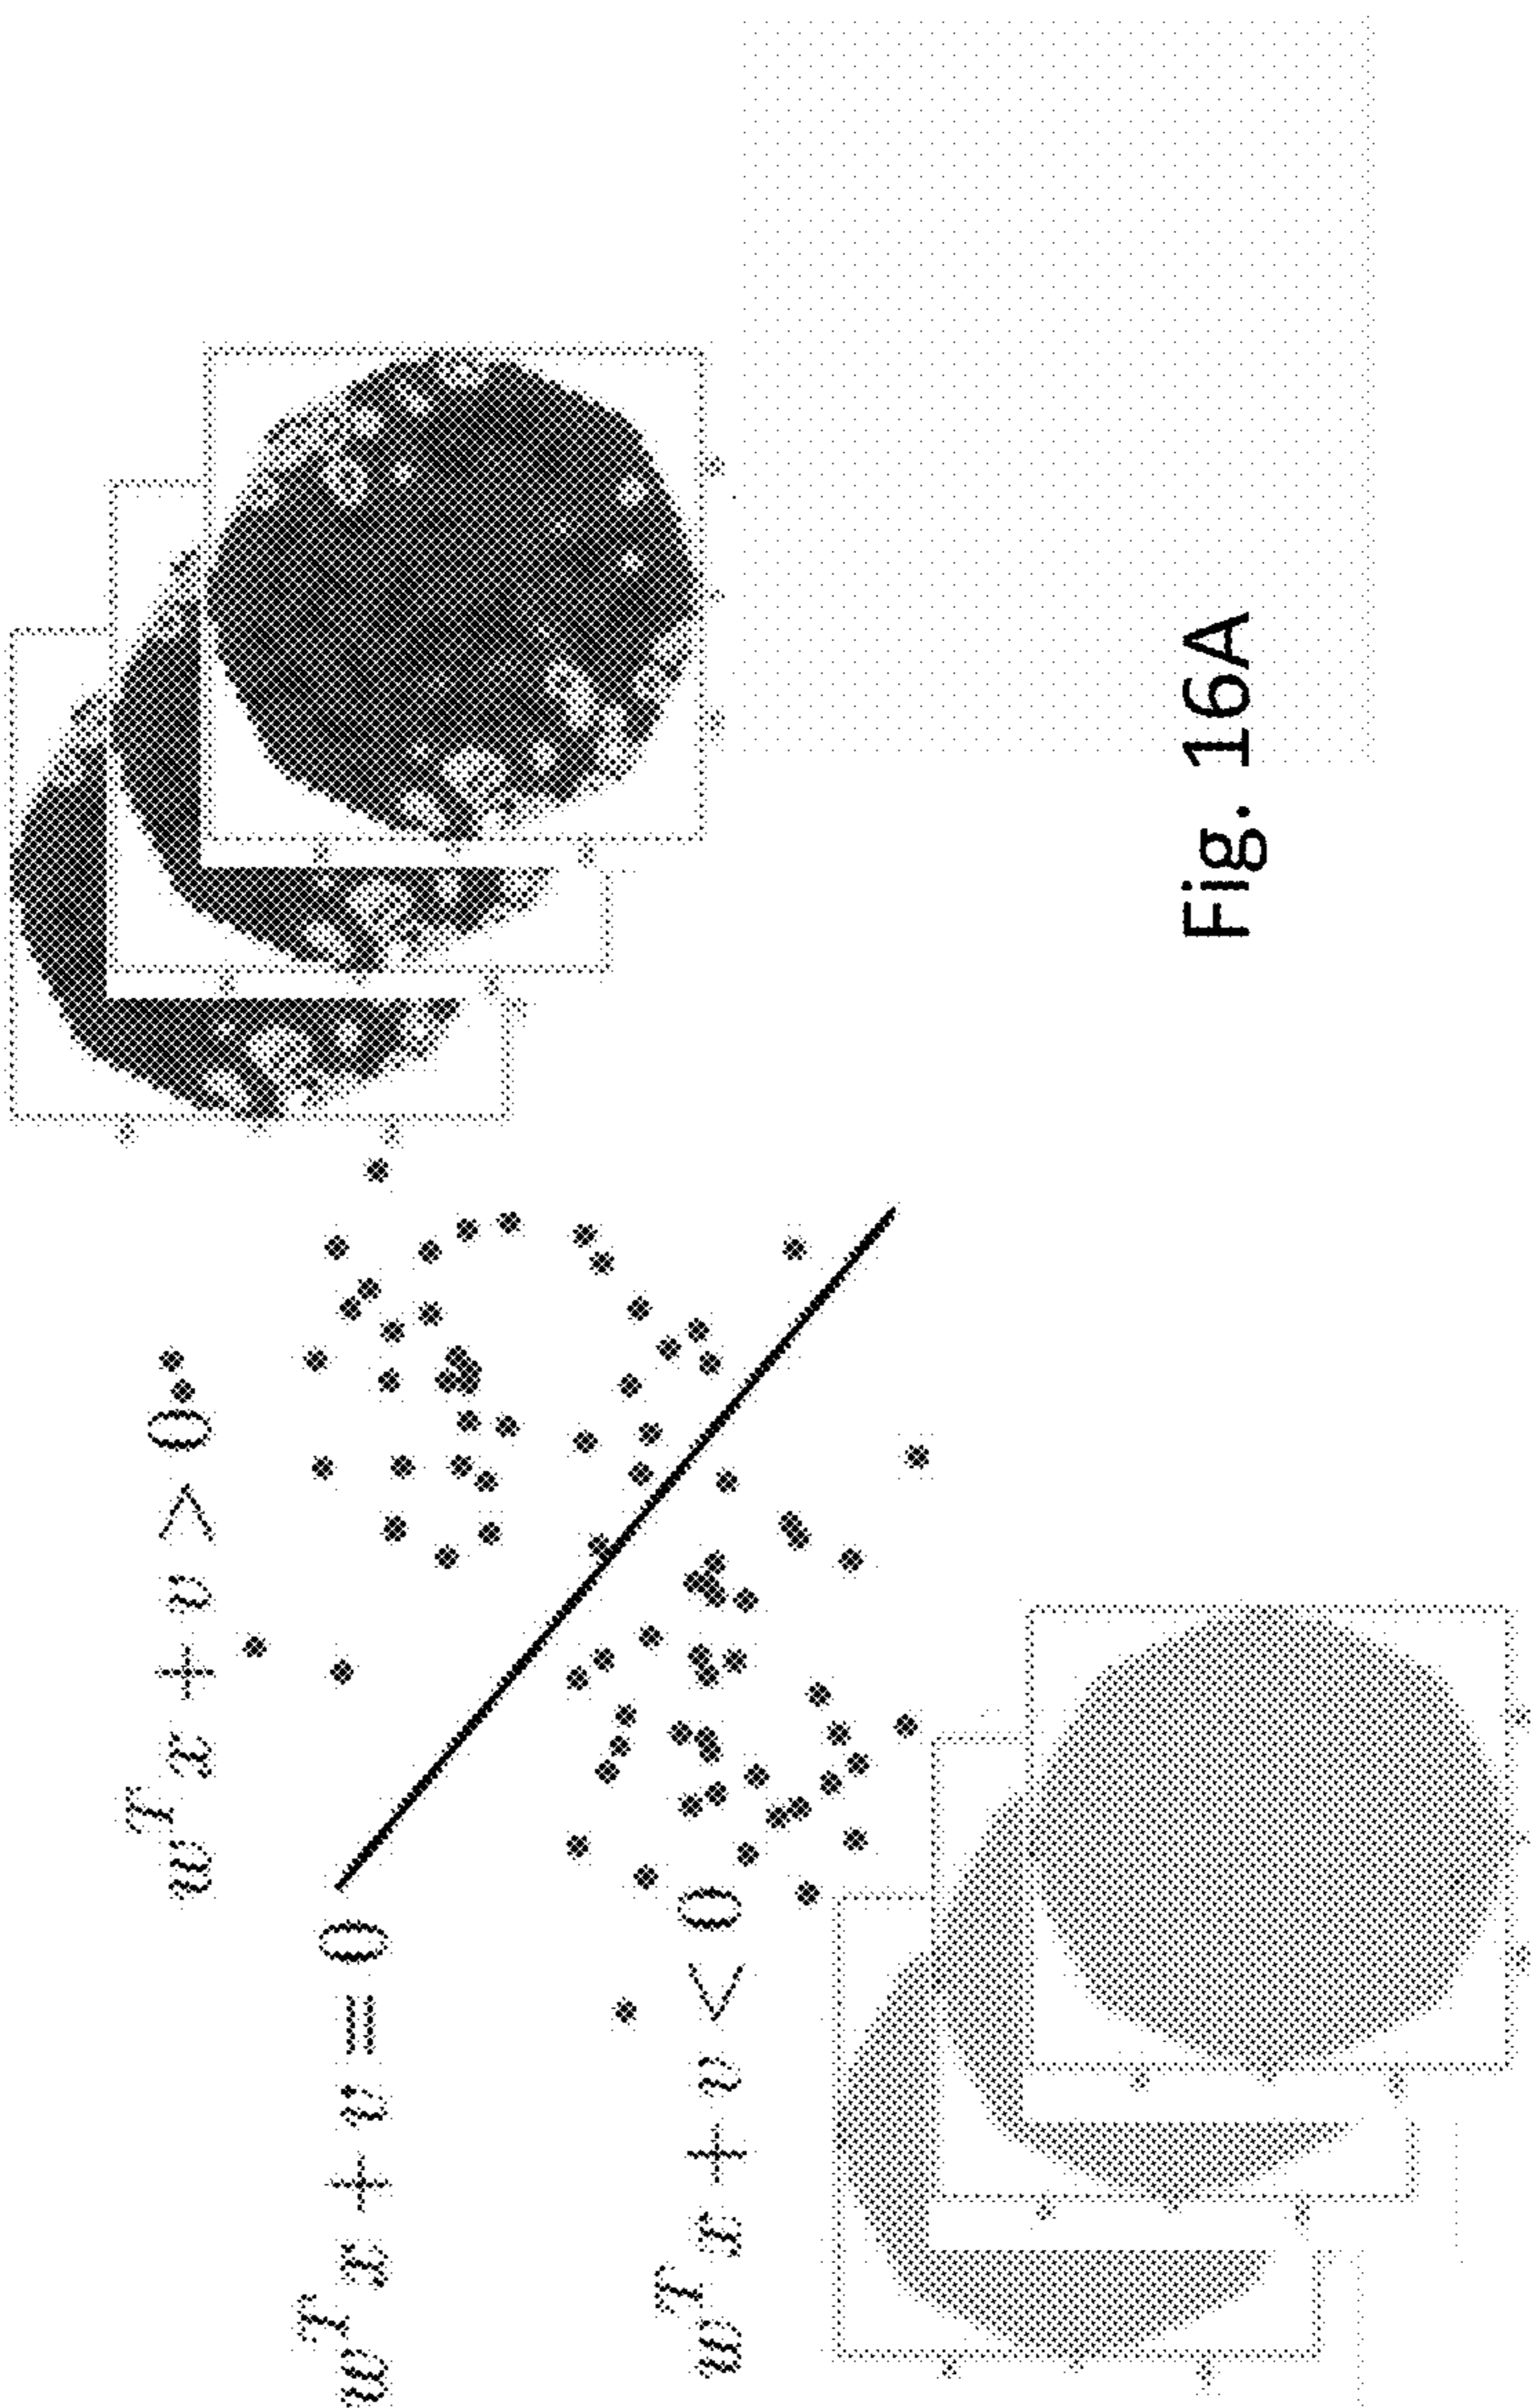 w^T x + v > 0
w^T x + v = 0
w^T x + v < 0
Fig. 16A